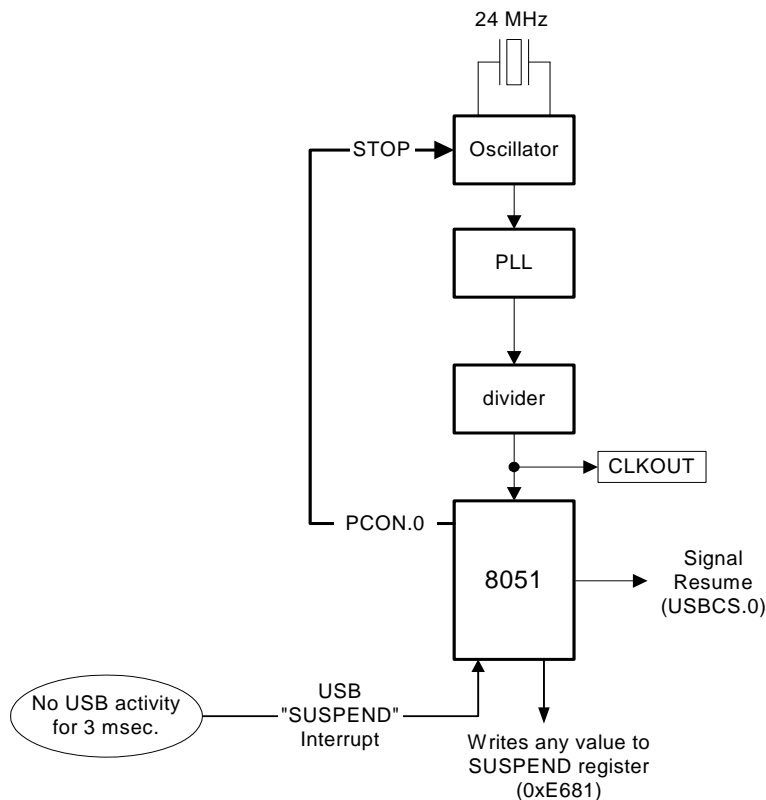 24 MHz
STOP
Oscillator
PLL
divider
CLKOUT
PCON.0
8051
Signal
Resume
(USBCS.0)
No USB activity
for 3 msec.
USB
"SUSPEND"
Interrupt
Writes any value to
SUSPEND register
(0xE681)